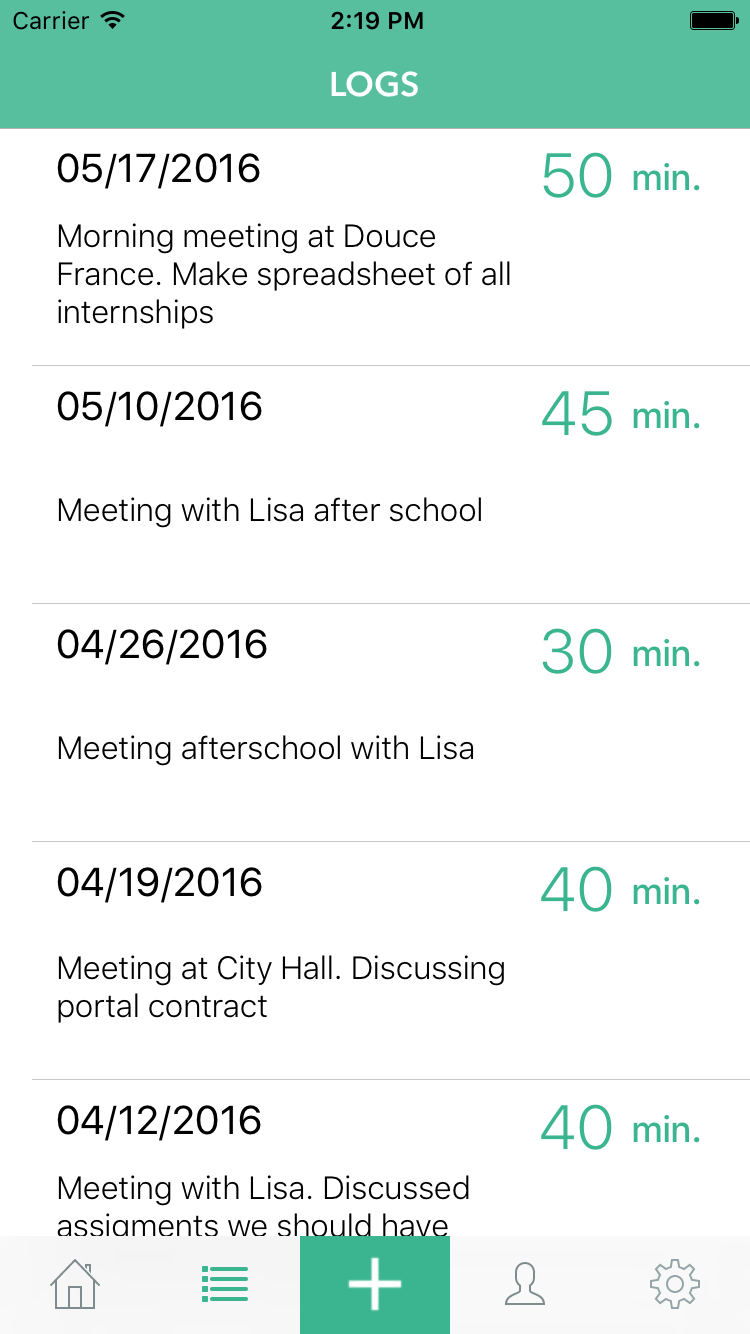 Carrier 2:19 PM
LOGS
05/17/2016 50 min.
Morning meeting at Douce
France. Make spreadsheet of all
internships
05/10/2016 45 min.
Meeting with Lisa after school
04/26/2016 30 min.
Meeting afterschool with Lisa
04/19/2016 40 min.
Meeting at City Hall. Discussing
portal contract
04/12/2016 40 min.
Meeting with Lisa. Discussed
assigments we should have